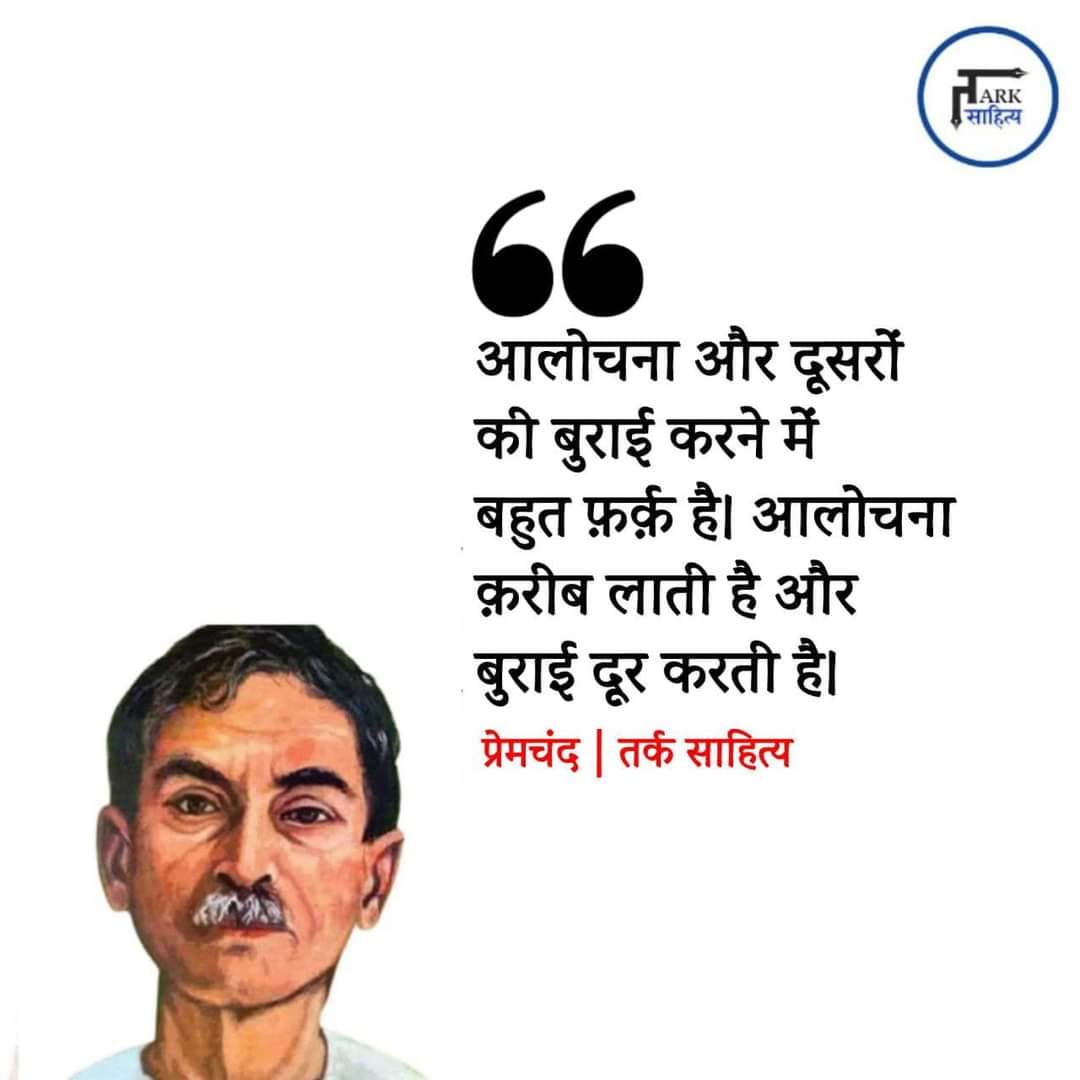 TARK
साहित्य
आलोचना और दूसरों
की बुराई करने में
बहुत फ़र्क़ है। आलोचना
क़रीब लाती है और
बुराई दूर करती है।
प्रेमचंद | तर्क साहित्य